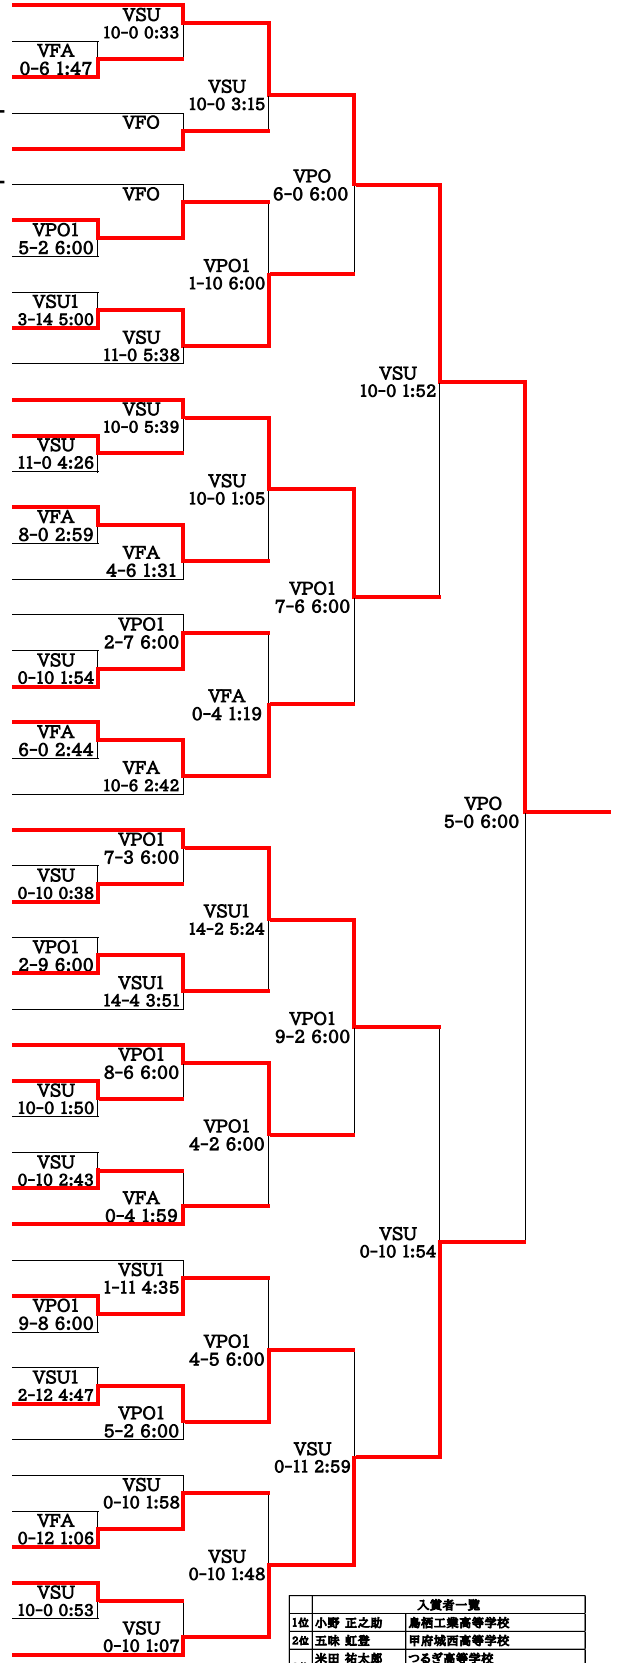 VSU
10-0 0:33
VFA
0-6 1:47
VSU
10-0 3:15
VFO
VPO
6-0 6:00
VFO
VPO1
5-2 6:00
VPO1
1-10 6:00
VSU1
3-14 5:00
VSU
11-0 5:38
VSU
10-0 1:52
VSU
10-0 5:39
VSU
11-0 4:26
VSU
10-0 1:05
VFA
8-0 2:59
VFA
4-6 1:31
VPO1
7-6 6:00
VPO1
2-7 6:00
VSU
0-10 1:54
VFA
0-4 1:19
VFA
6-0 2:44
VFA
10-6 2:42
VPO
5-0 6:00
VPO1
7-3 6:00
VSU
0-10 0:38
VSU1
14-2 5:24
VPO1
2-9 6:00
VSU1
14-4 3:51
VPO1
9-2 6:00
VPO1
8-6 6:00
VSU
10-0 1:50
VPO1
4-2 6:00
VSU
0-10 2:43
VFA
0-4 1:59
VSU
0-10 1:54
VSU1
1-11 4:35
VPO1
9-8 6:00
VPO1
4-5 6:00
VSU1
2-12 4:47
VPO1
5-2 6:00
VSU
0-11 2:59
VSU
0-10 1:58
VFA
0-12 1:06
VSU
0-10 1:48
VSU
10-0 0:53
VSU
0-10 1:07
入賞者一覧
1位 小野 正之助 鳥栖工業高等学校
2位 五味 虹登 甲府城西高等学校
米田 祐太郎 つるぎ高等学校